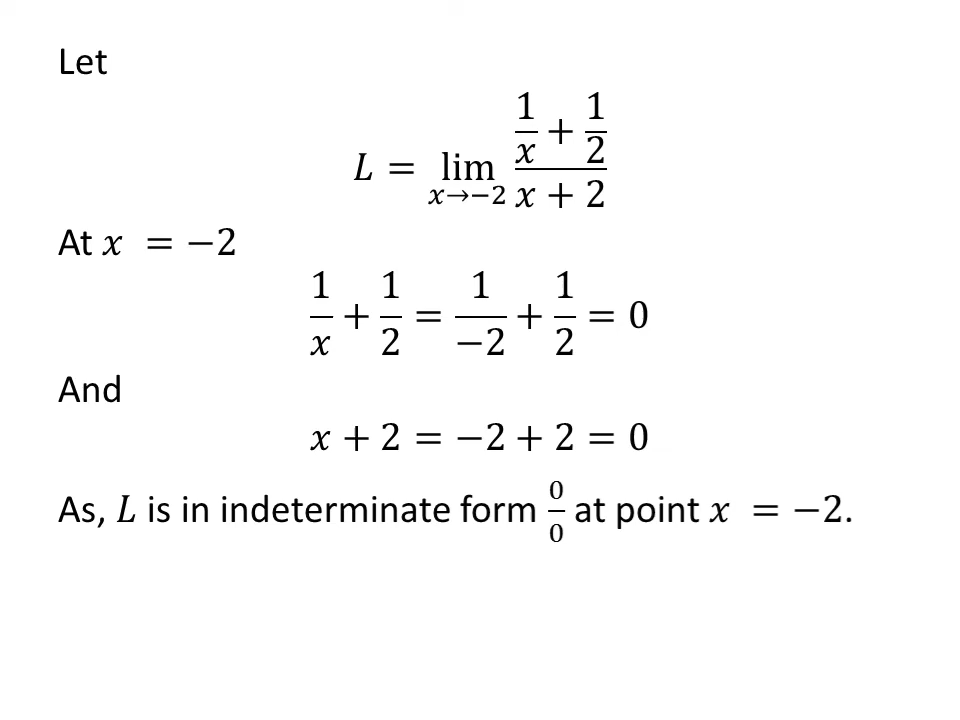 Let
L = lim x→−2 (1/x + 1/2)/(x + 2)
At x = −2
1/x + 1/2 = 1/−2 + 1/2 = 0
And
x + 2 = −2 + 2 = 0
As, L is in indeterminate form 0/0 at point x = −2.